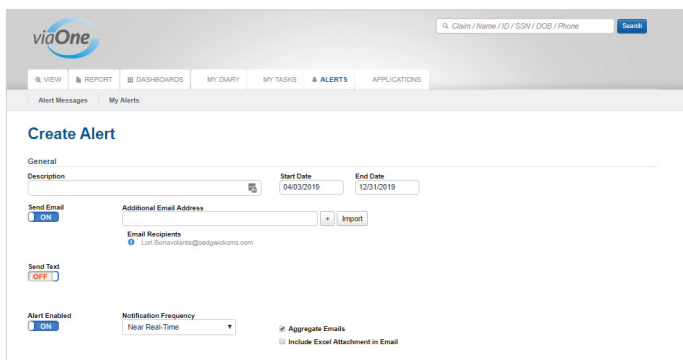 viaOne
Claim / Name / ID / SSN / DOB / Phone
Search
VIEW REPORT DASHBOARDS MY DIARY MY TASKS ALERTS APPLICATIONS
Alert Messages My Alerts
Create Alert
General
Description Start Date End Date
04/03/2019 12/31/2019
Send Email Additional Email Address
ON + Import
Email Recipients
Lori.Bonavolante@sedgwickcms.com
Send Text
OFF
Alert Enabled Notification Frequency
ON Near Real-Time Aggregate Emails
Include Excel Attachment in Email